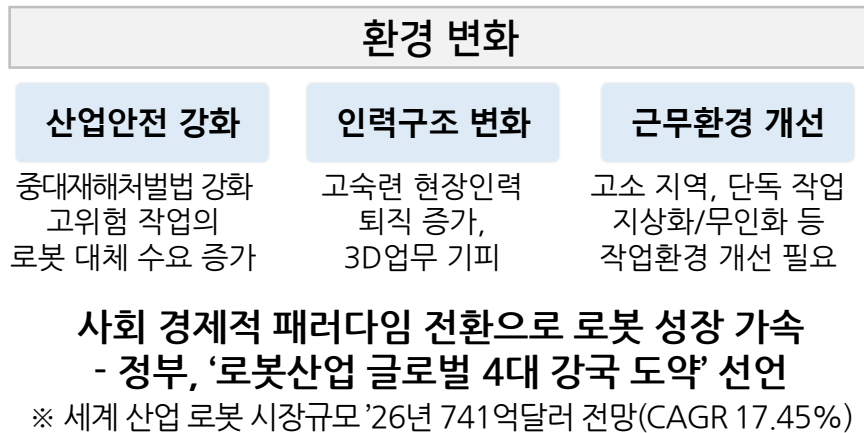 환경 변화
산업안전 강화
인력구조 변화
근무환경 개선
중대재해처벌법 강화
고위험 작업의
로봇 대체 수요 증가
고숙련 현장인력
퇴직 증가,
3D업무 기피
고소 지역, 단독 작업
지상화/무인화 등
작업환경 개선 필요
사회 경제적 패러다임 전환으로 로봇 성장 가속
- 정부, ‘로봇산업 글로벌 4대 강국 도약’ 선언
※ 세계 산업 로봇 시장규모 ’26년 741억달러 전망(CAGR 17.45%)